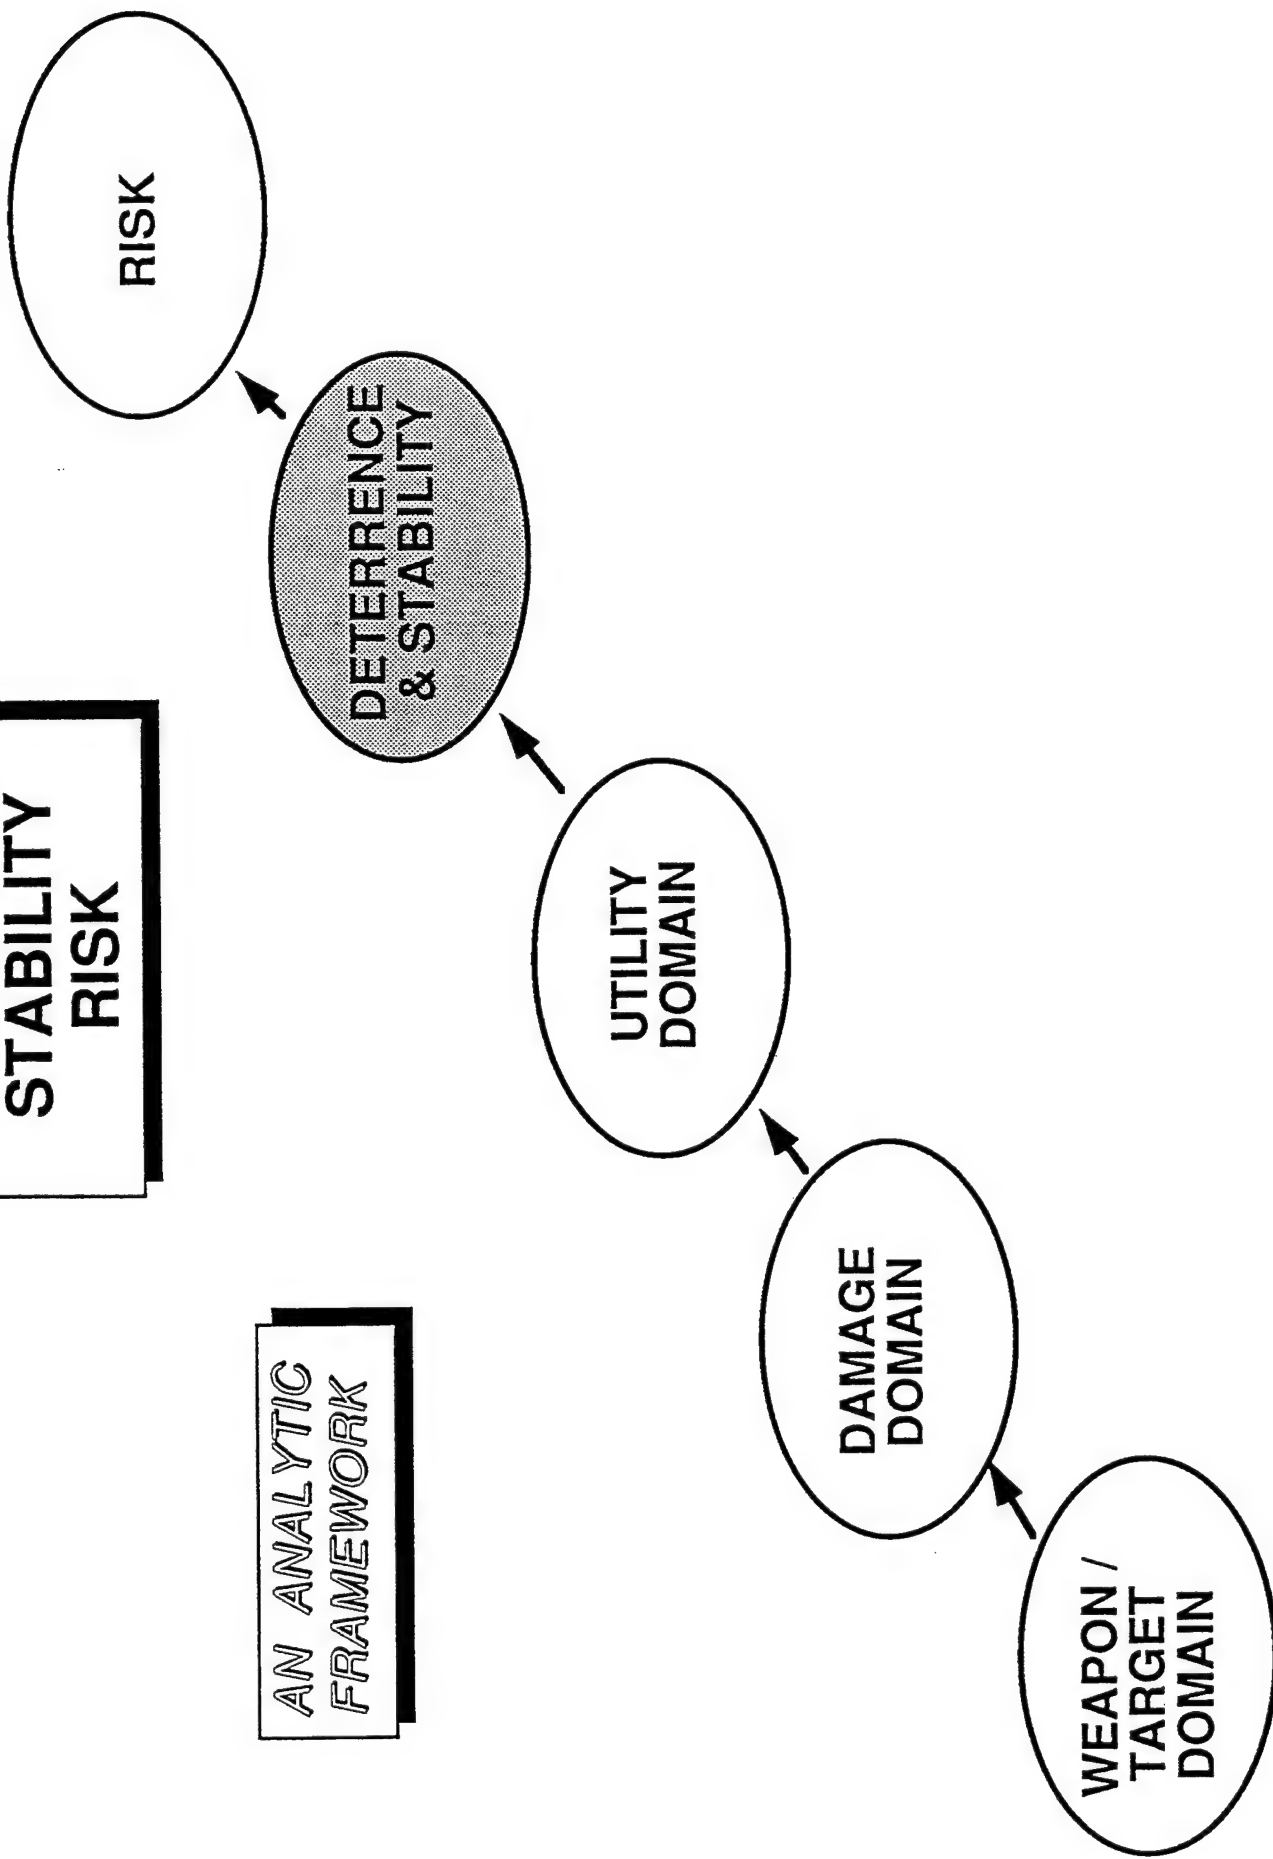 STABILITY
RISK
RISK
AN ANALYTIC
FRAMEWORK
DETERRENCE
& STABILITY
UTILITY
DOMAIN
DAMAGE
DOMAIN
WEAPON /
TARGET
DOMAIN